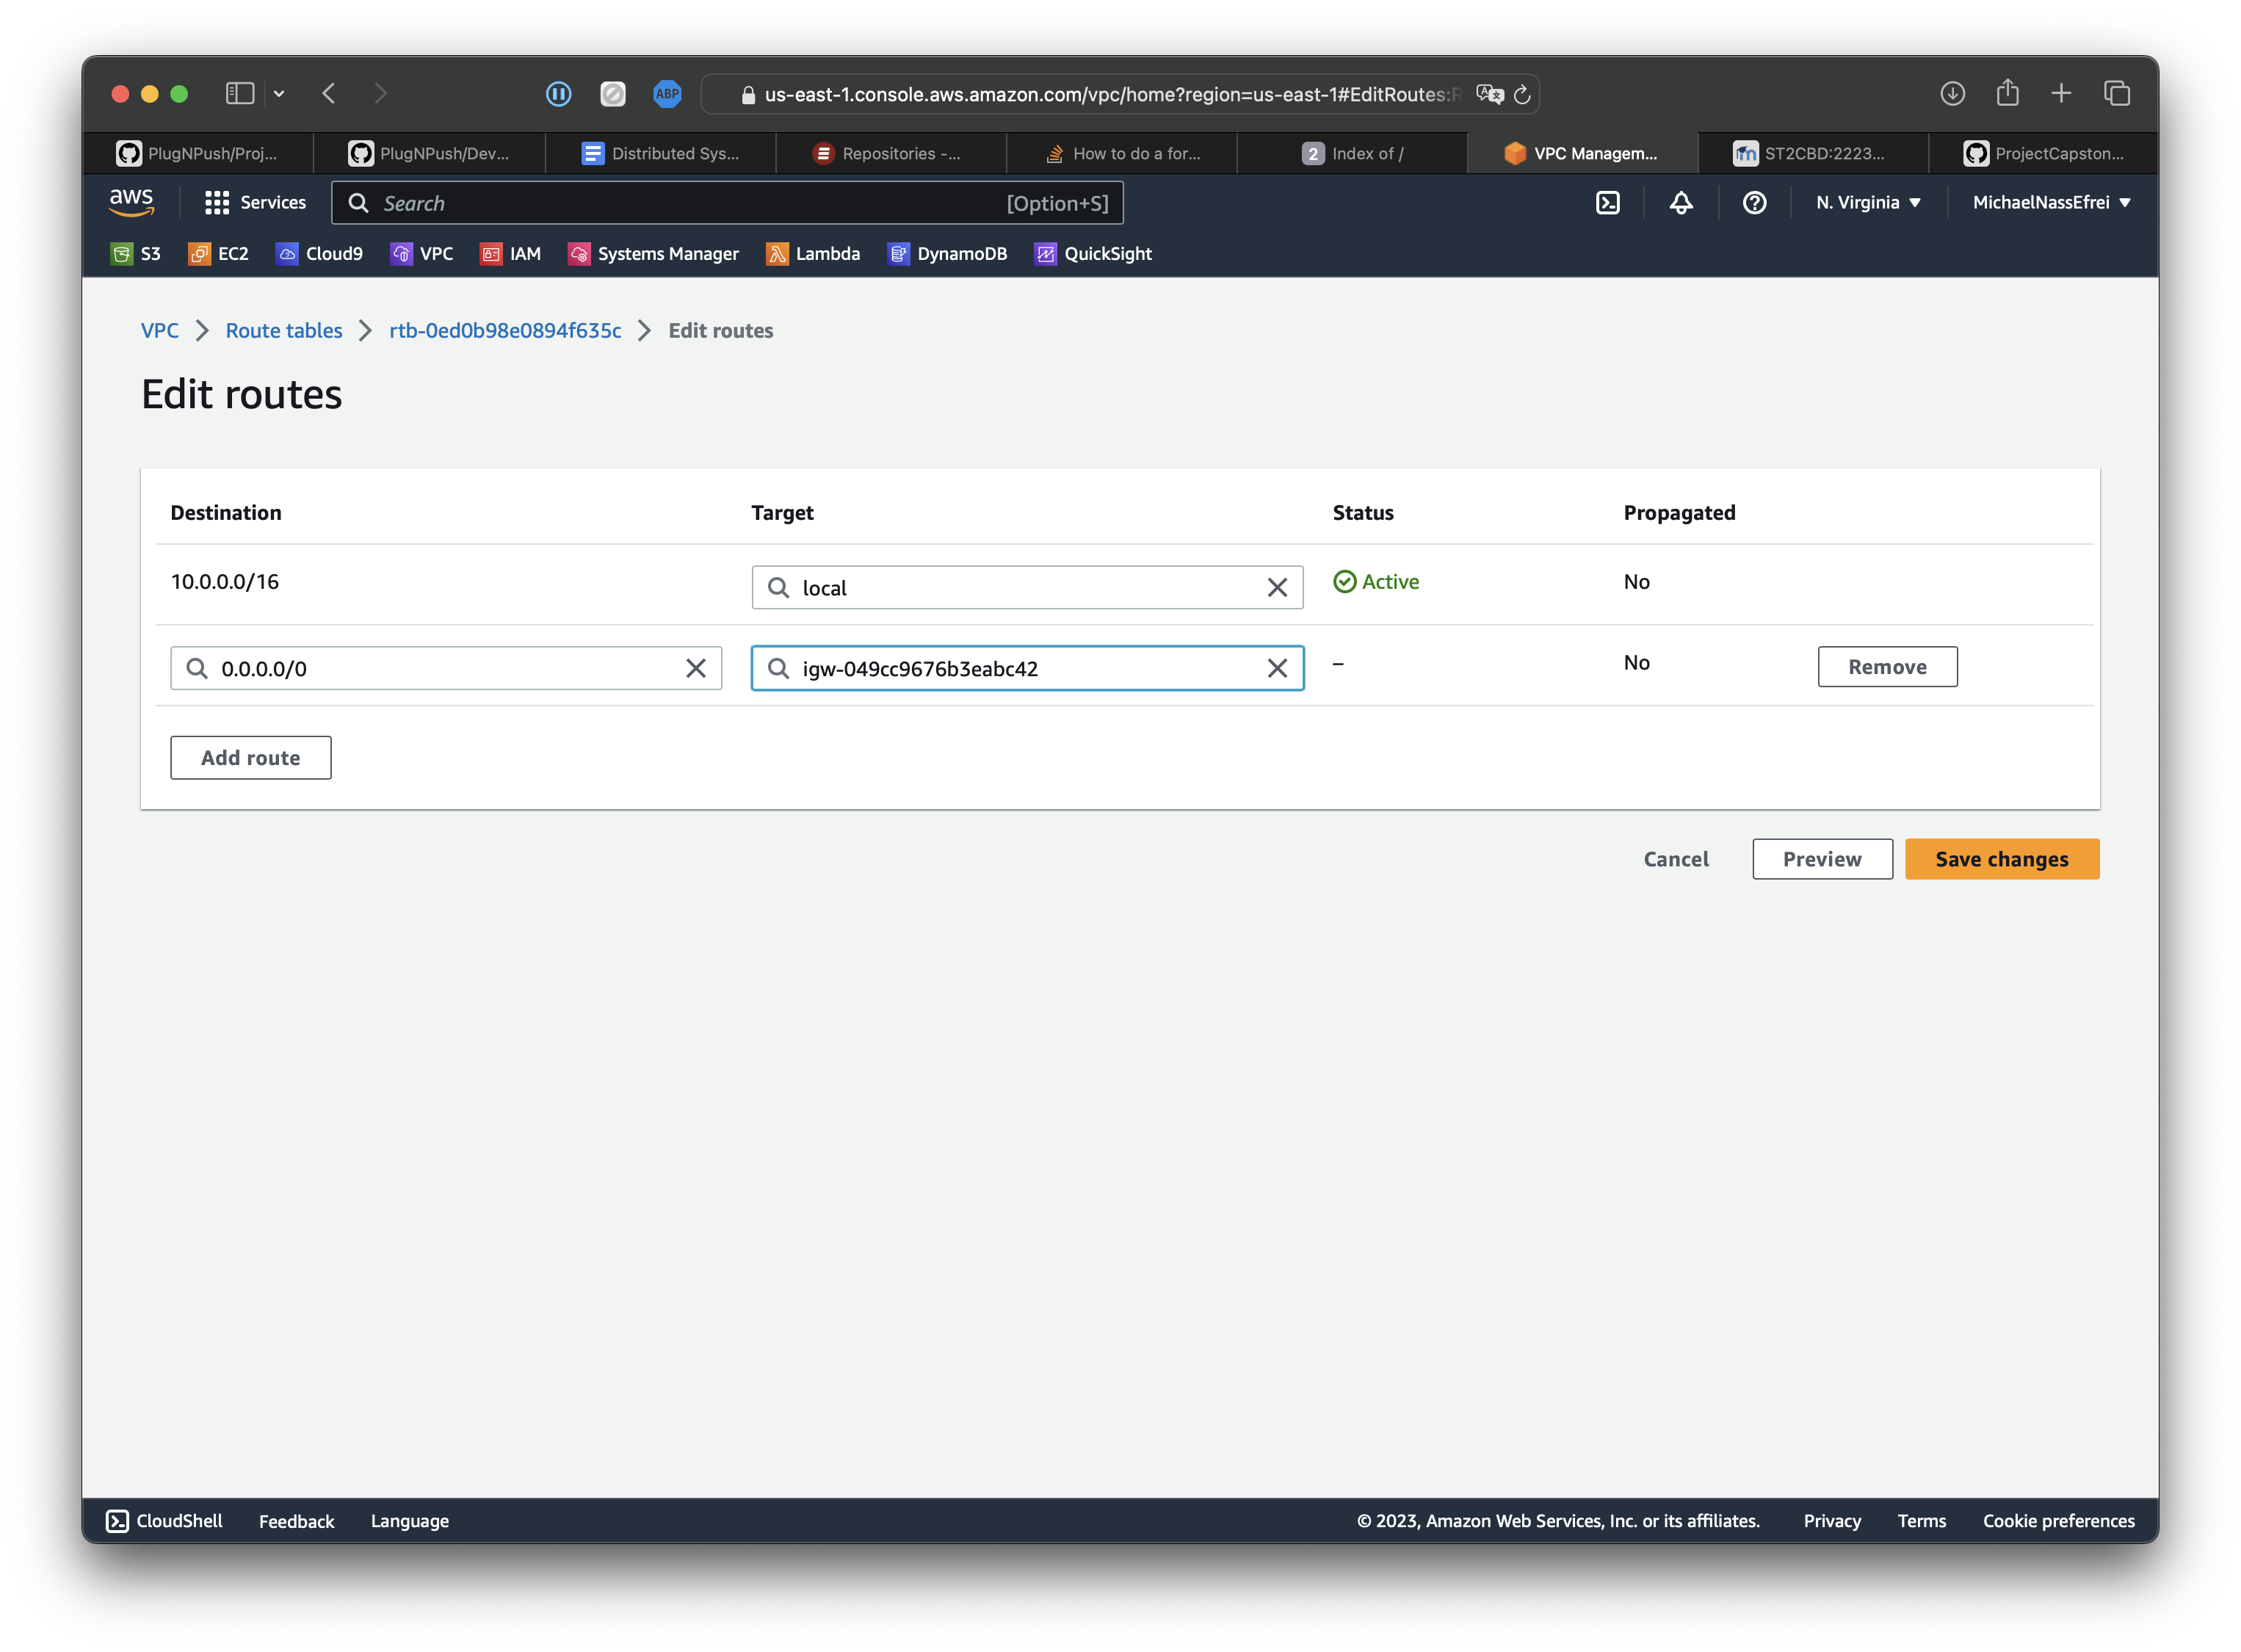 ABP
us-east-1.console.aws.amazon.com/vpc/home?region=us-east-1#EditRoutes:
PlugNPush/Proj...
PlugNPush/Dev...
Distributed Sys...
Repositories -...
How to do a for...
2 Index of /
VPC Managem...
ST2CBD:2223...
ProjectCapston...
aws
Services
Search
[Option+S]
N. Virginia
MichaelNassEfrei
S3
EC2
Cloud9
VPC
IAM
Systems Manager
Lambda
DynamoDB
QuickSight
VPC > Route tables > rtb-0ed0b98e0894f635c > Edit routes
Edit routes
Destination Target Status Propagated
10.0.0.0/16 local Active No
0.0.0.0/0 igw-049cc9676b3eabc42 – No Remove
Add route
Cancel Preview Save changes
CloudShell Feedback Language © 2023, Amazon Web Services, Inc. or its affiliates. Privacy Terms Cookie preferences